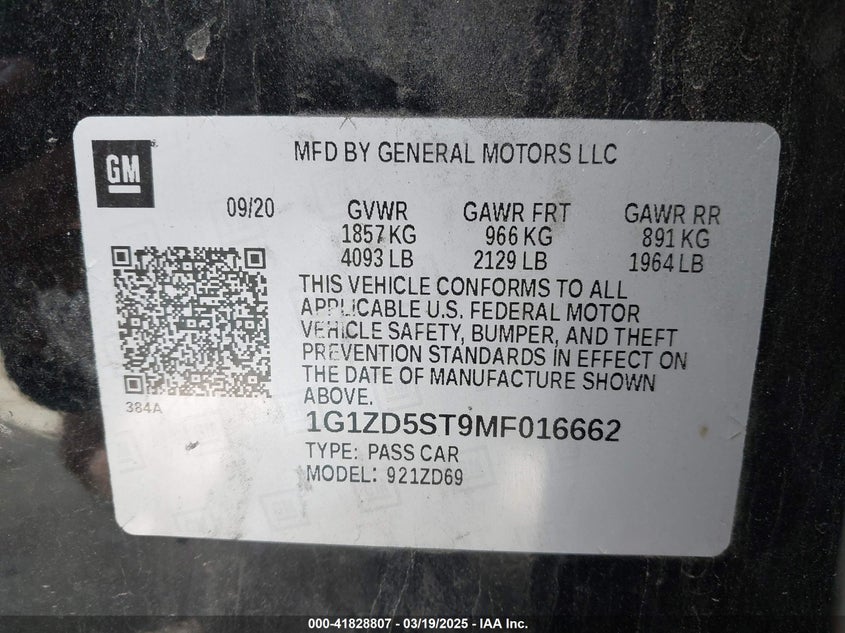 GM
MFD BY GENERAL MOTORS LLC
09/20 GVWR GAWR FRT GAWR RR
1857 KG 966 KG 891 KG
4093 LB 2129 LB 1964 LB
THIS VEHICLE CONFORMS TO ALL
APPLICABLE U.S. FEDERAL MOTOR
VEHICLE SAFETY, BUMPER, AND THEFT
PREVENTION STANDARDS IN EFFECT ON
THE DATE OF MANUFACTURE SHOWN
ABOVE.
384A
1G1ZD5ST9MF016662
TYPE: PASS CAR
MODEL: 921ZD69
000-41828807 — 03/19/2025 — IAA Inc.